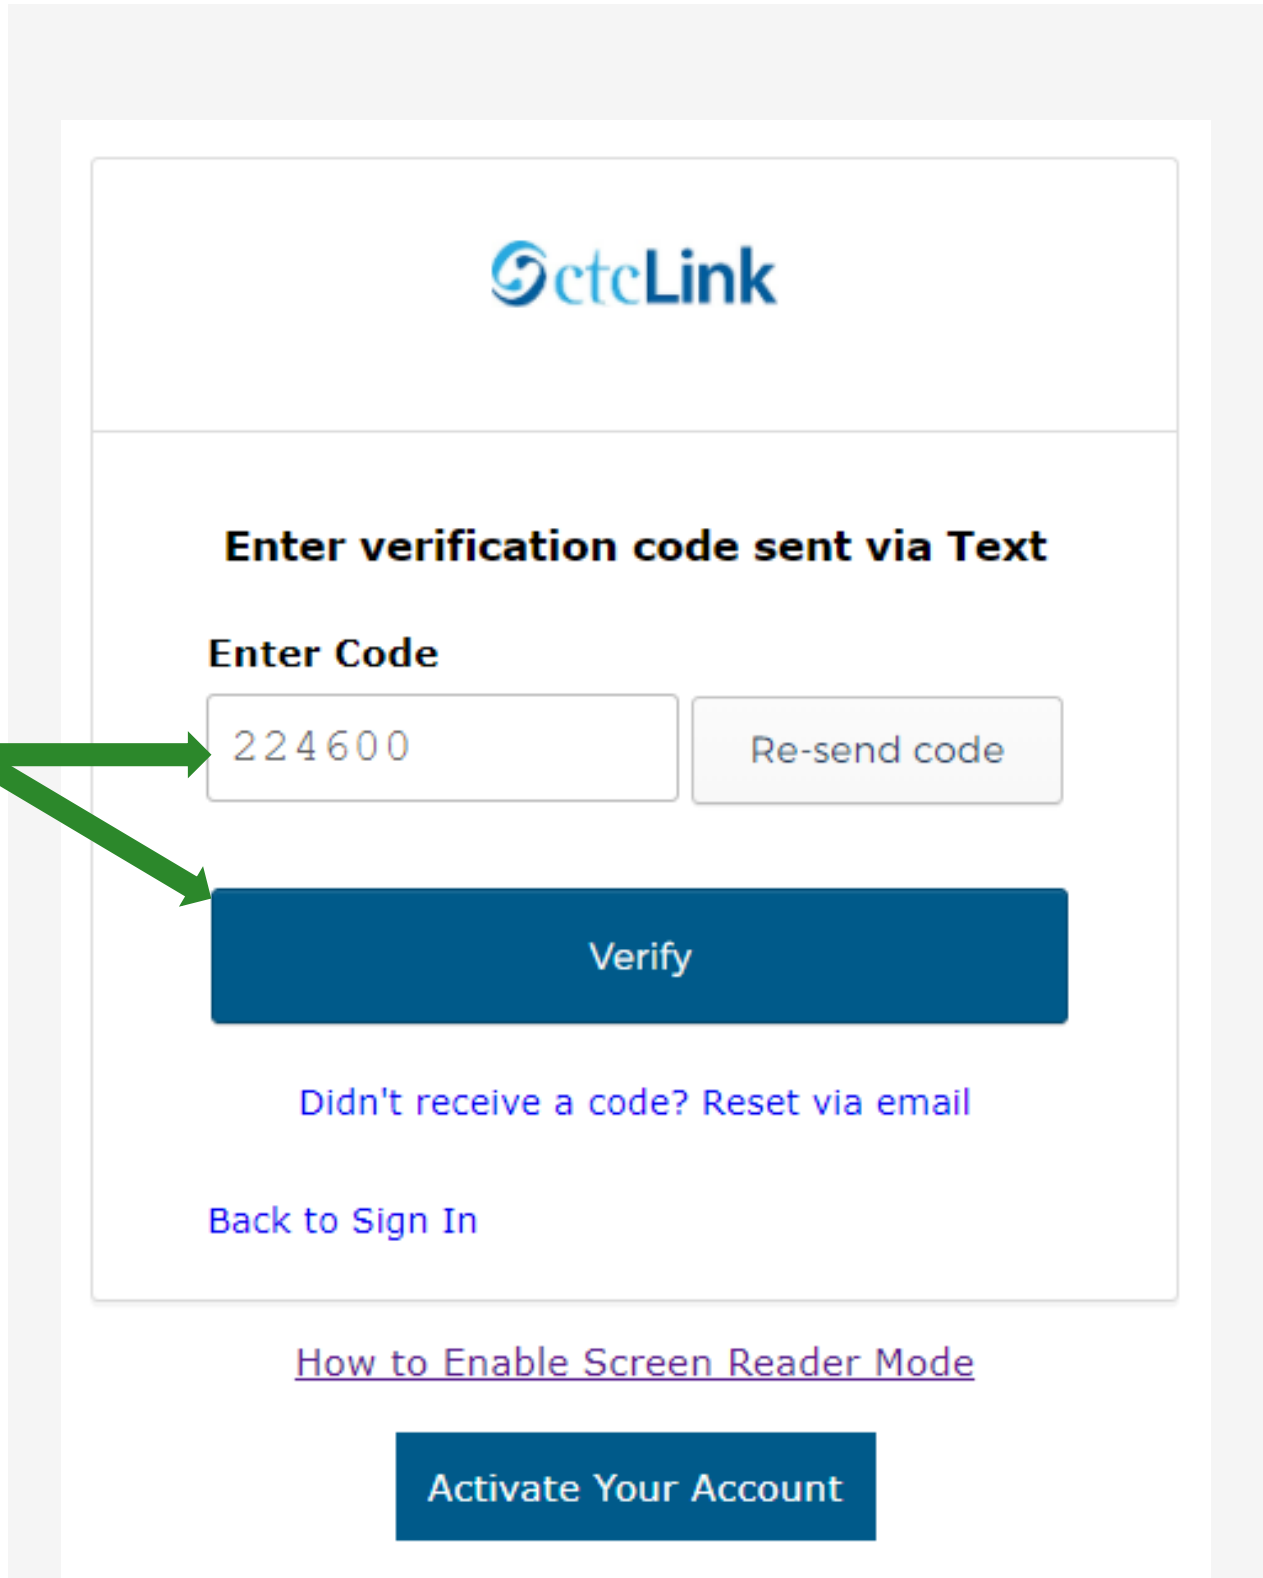 ctcLink
Enter verification code sent via Text
Enter Code
224600
Re-send code
Verify
Didn't receive a code? Reset via email
Back to Sign In
How to Enable Screen Reader Mode
Activate Your Account